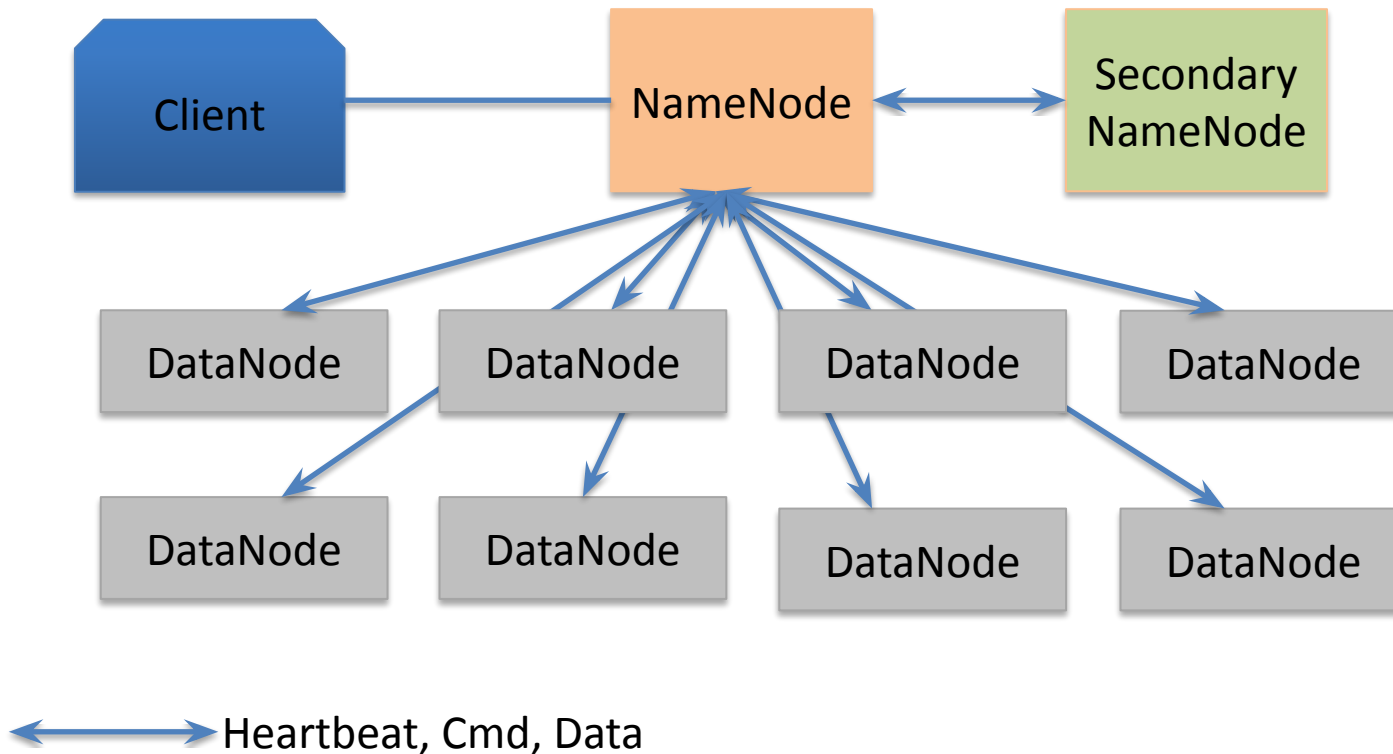 Client
NameNode
Secondary
NameNode
DataNode
DataNode
DataNode
DataNode
DataNode
DataNode
DataNode
DataNode
Heartbeat, Cmd, Data